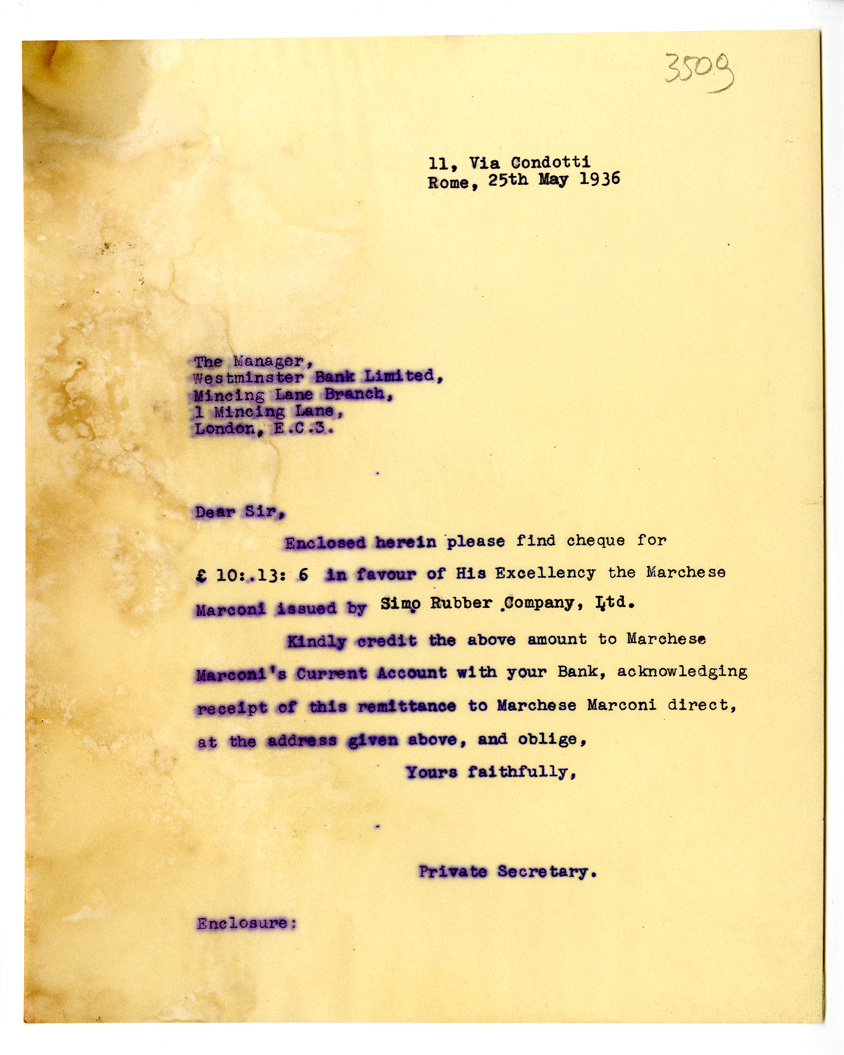 3509
11, Via Condotti
Rome, 25th May 1936
The Manager,
Westminster Bank Limited,
Mincing Lane Branch,
1 Mincing Lane,
London, E.C.3.
Dear Sir,
Enclosed herein please find cheque for
£ 10:.13: 6 in favour of His Excellency the Marchese
Marconi issued by Simo Rubber Company, Ltd.
Kindly credit the above amount to Marchese
Marconi's Current Account with your Bank, acknowledging
receipt of this remittance to Marchese Marconi direct,
at the address given above, and oblige,
Yours faithfully,
Private Secretary.
Enclosure: